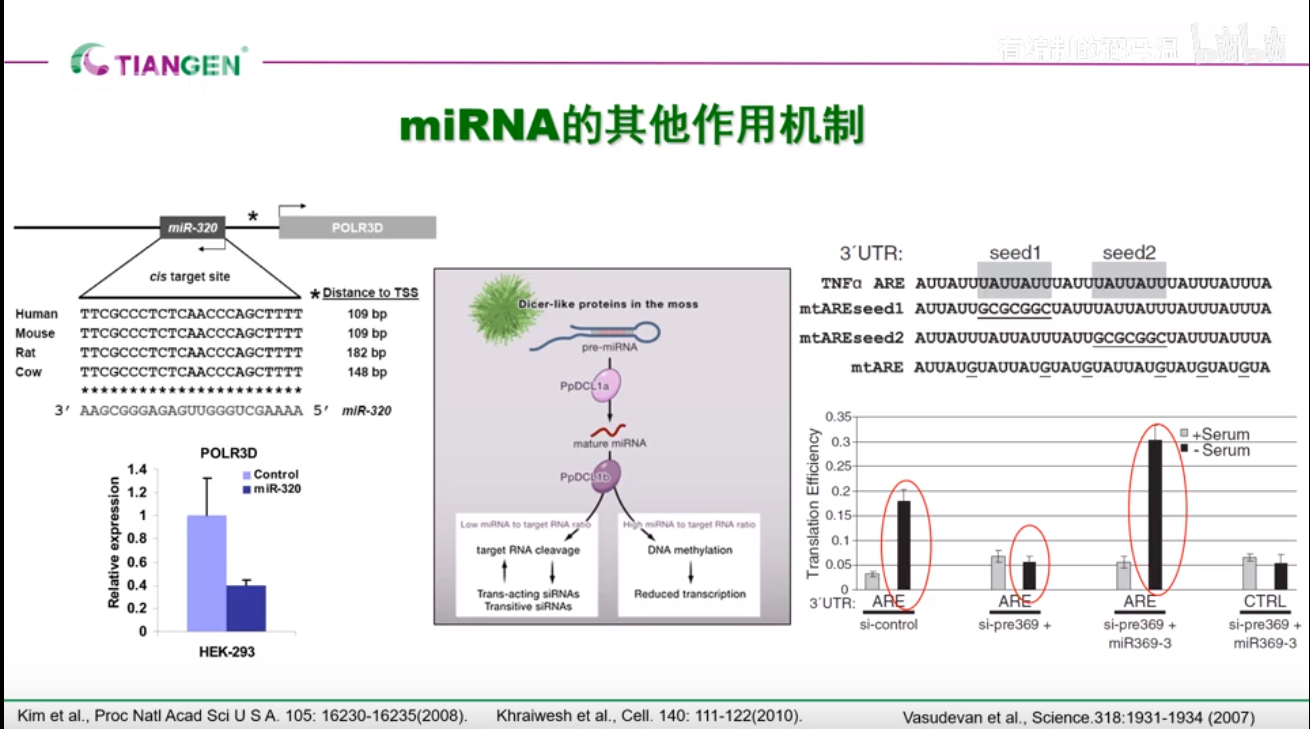 TIANGEN®
有编制的罗马温 bilibili
miRNA的其他作用机制
miR-320
*
POLR3D
cis target site
* Distance to TSS
Human TTCGCCCTCTCAACCCAGCTTTT 109 bp
Mouse TTCGCCCTCTCAACCCAGCTTTT 109 bp
Rat TTCGCCCTCTCAACCCAGCTTTT 182 bp
Cow TTCGCCCTCTCAACCCAGCTTTT 148 bp
***********************
3′ AAGCGGGAGAGUUGGGUCGAAAA 5′ miR-320
POLR3D
Relative expression
1.4
1.2
1
0.8
0.6
0.4
0.2
0
Control
miR-320
HEK-293
Dicer-like proteins in the moss
pre-miRNA
PpDCL1a
mature miRNA
PpDCL1b
Low miRNA to target RNA ratio
target RNA cleavage
Trans-acting siRNAs
Transitive siRNAs
High miRNA to target RNA ratio
DNA methylation
Reduced transcription
3′UTR: seed1 seed2
TNFα ARE AUUAUUUAUUAUUUAUUUAUUAUUUAUUUAUUUA
mtAREseed1 AUUAUUGCGCGGCUAUUUAUUAUUUAUUUAUUUA
mtAREseed2 AUUAUUUAUUAUUUAUUGCGCGGCUAUUUAUUUA
mtARE AUUAUGUAUUAUGUAUGUAUUAUGUAUGUAUGUA
Translation Efficiency
0.35
0.3
0.25
0.2
0.15
0.1
0.05
0
+Serum
- Serum
3′UTR: ARE ARE ARE CTRL
si-control
si-pre369 +
si-pre369 +
miR369-3
si-pre369 +
miR369-3
Kim et al., Proc Natl Acad Sci U S A. 105: 16230-16235(2008).
Khraiwesh et al., Cell. 140: 111-122(2010).
Vasudevan et al., Science.318:1931-1934 (2007)